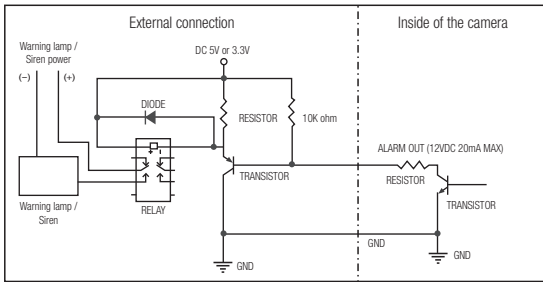 External connection
Inside of the camera
Warning lamp /
Siren power
(−)
(+)
DC 5V or 3.3V
DIODE
RESISTOR
10K ohm
ALARM OUT (12VDC 20mA MAX)
RESISTOR
TRANSISTOR
TRANSISTOR
Warning lamp /
Siren
RELAY
GND
GND
GND